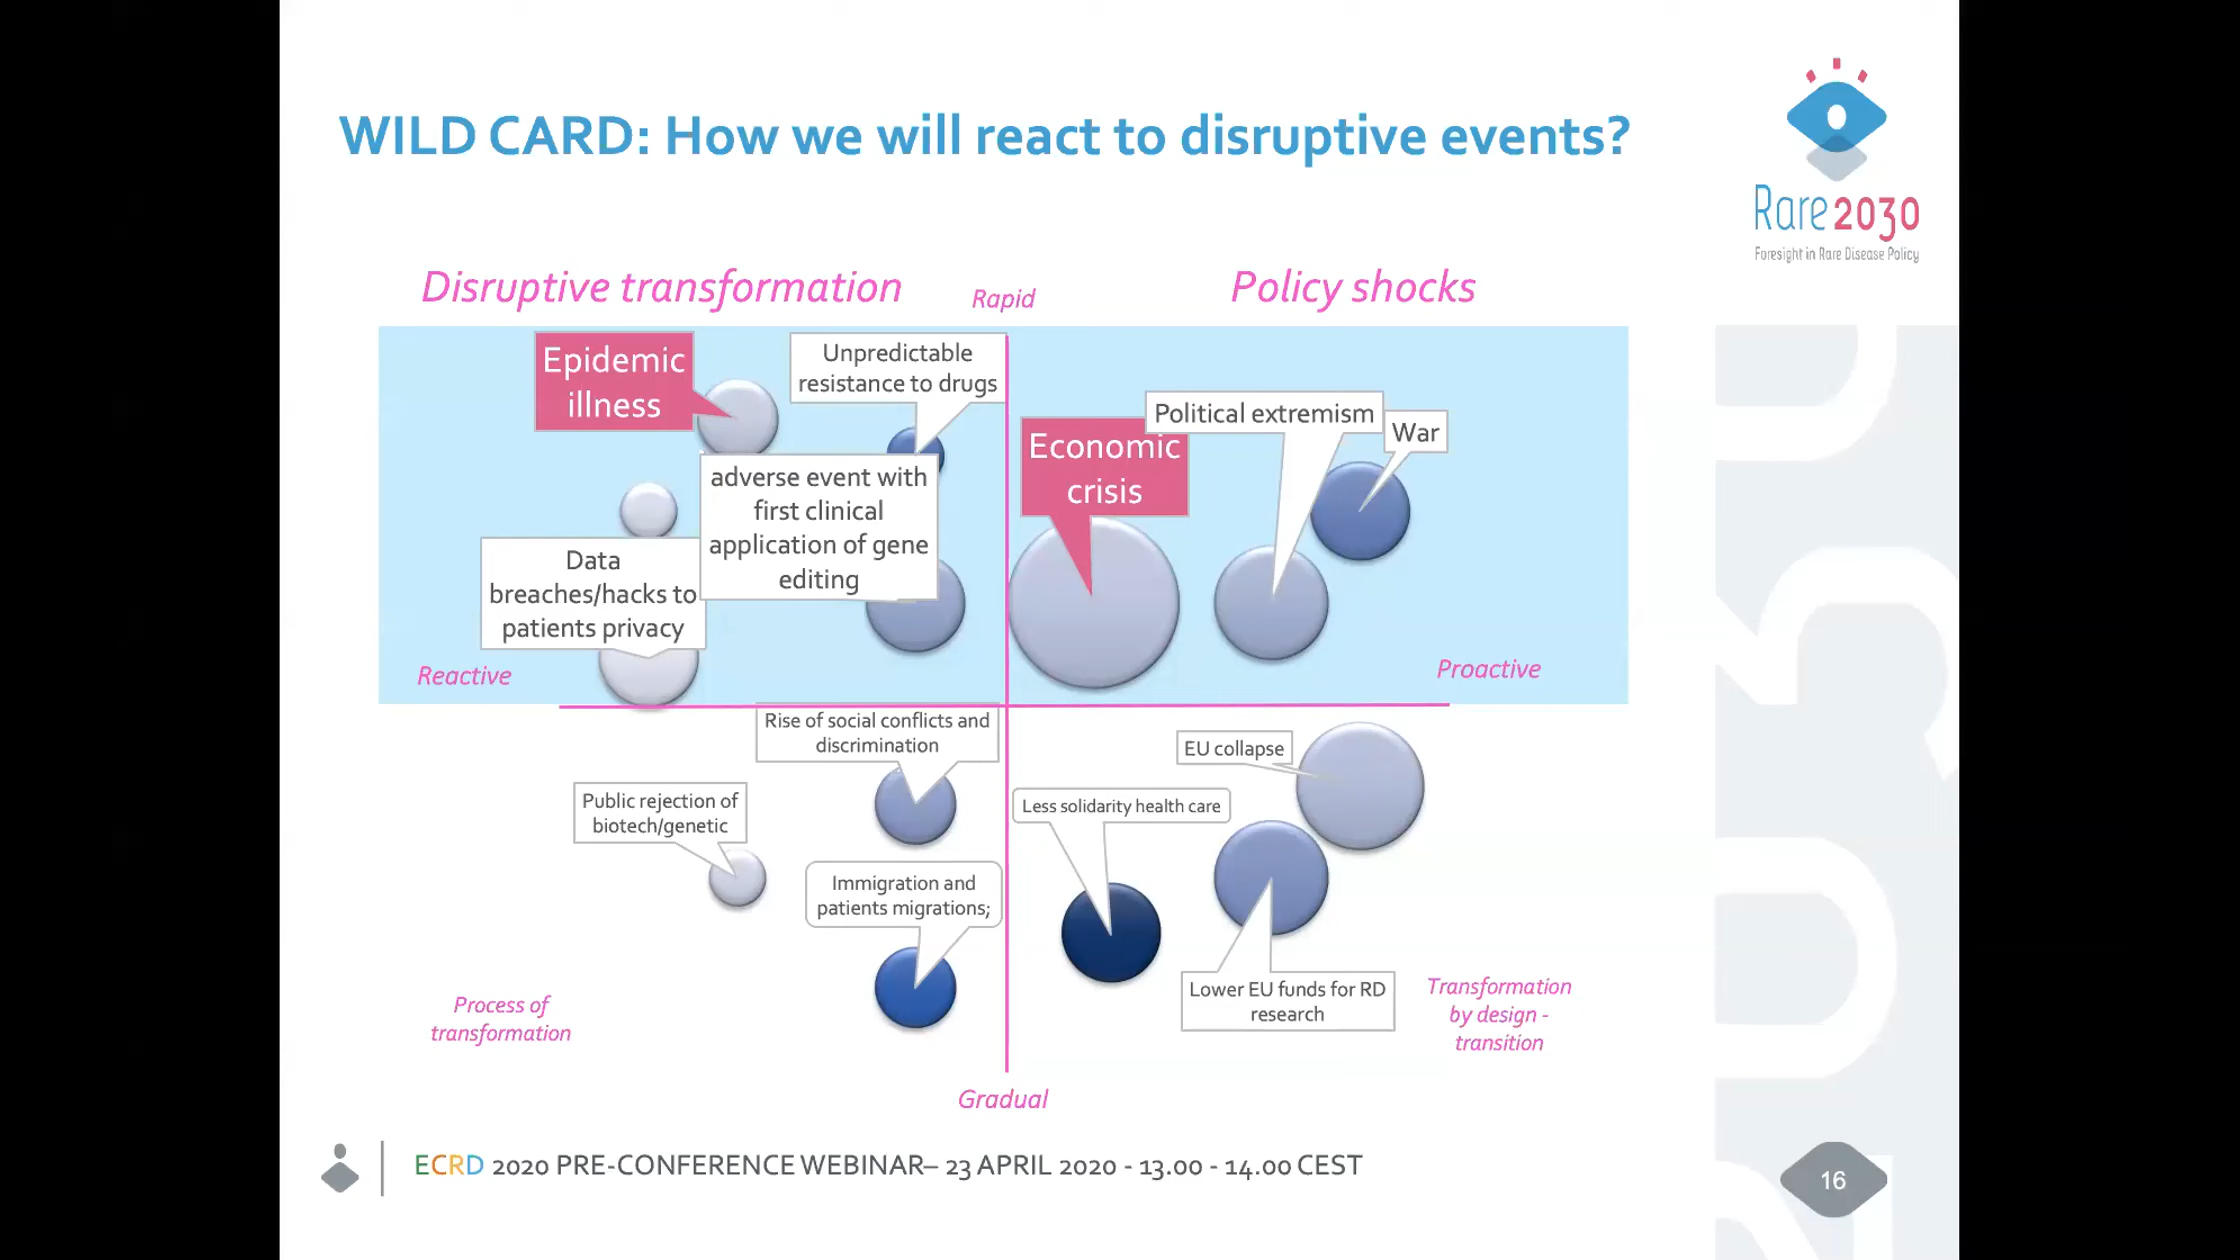 WILD CARD: How we will react to disruptive events?
Rare 2030
Foresight in Rare Disease Policy
Disruptive transformation
Rapid
Policy shocks
Epidemic
illness
Unpredictable
resistance to drugs
Political extremism
War
Economic
crisis
adverse event with
first clinical
application of gene
editing
Data
breaches/hacks to
patients privacy
Reactive
Proactive
Rise of social conflicts and
discrimination
EU collapse
Public rejection of
biotech/genetic
Less solidarity health care
Immigration and
patients migrations;
Lower EU funds for RD
research
Process of
transformation
Transformation
by design -
transition
Gradual
ECRD 2020 PRE-CONFERENCE WEBINAR– 23 APRIL 2020 - 13.00 - 14.00 CEST
16